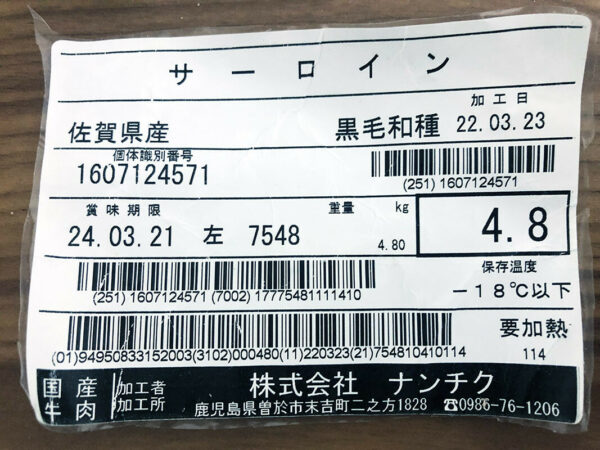 サーロイン
加工日
佐賀県産 黒毛和種 22.03.23
個体識別番号
1607124571
(251) 1607124571
賞味期限 重量 kg
24.03.21 左 7548 4.80 4.8
保存温度
(251) 1607124571 (7002) 17775481111410
-18℃以下
要加熱
(01)94950833152003(3102)000480(11)220323(21)754810410114 114
国産 加工者 株式会社 ナンチク
牛肉 加工所 鹿児島県曽於市末吉町二之方1828 ☎0986-76-1206